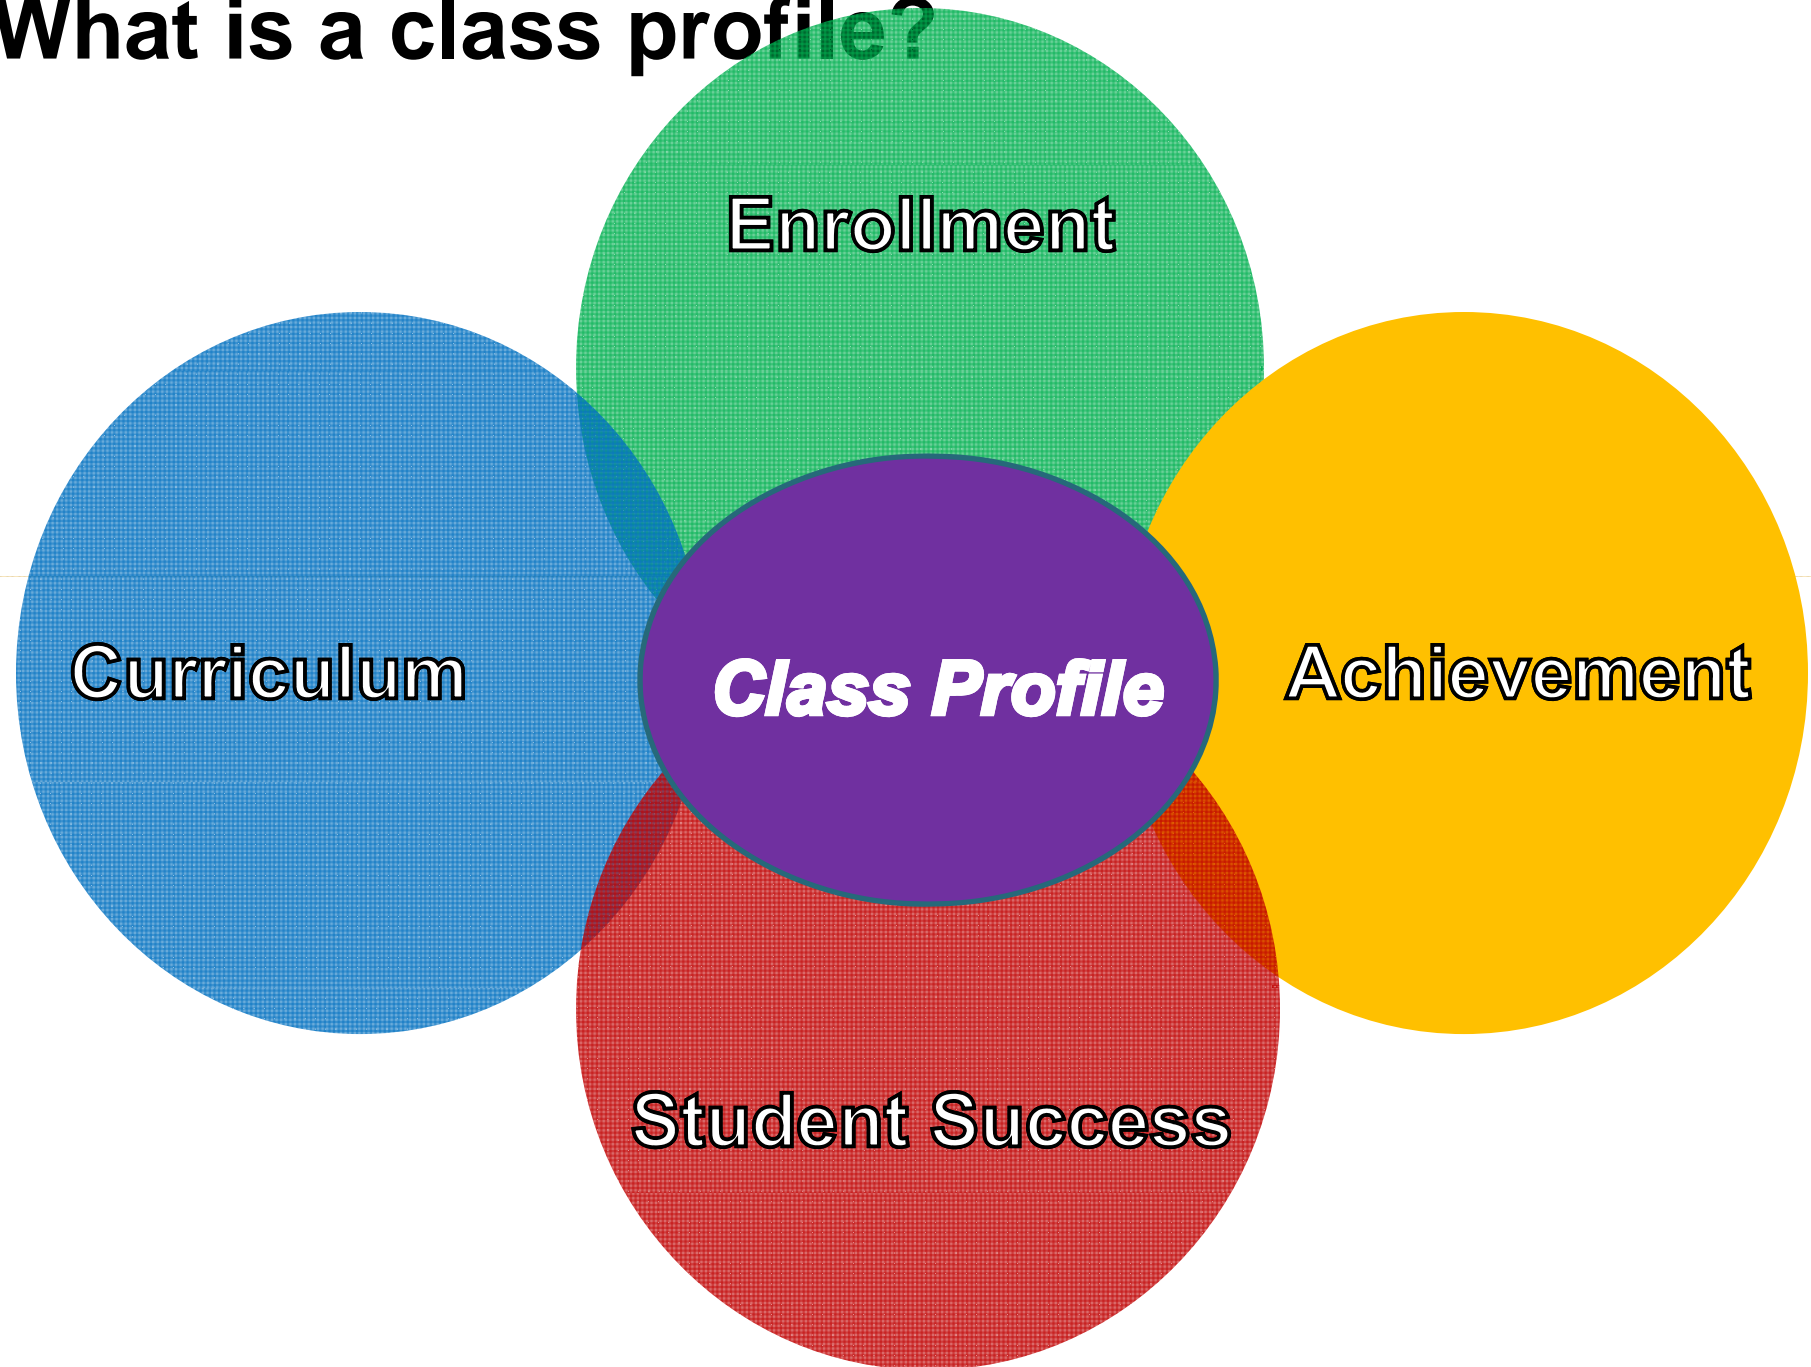 What is a class profile?
Enrollment
Curriculum
Class Profile
Achievement
Student Success